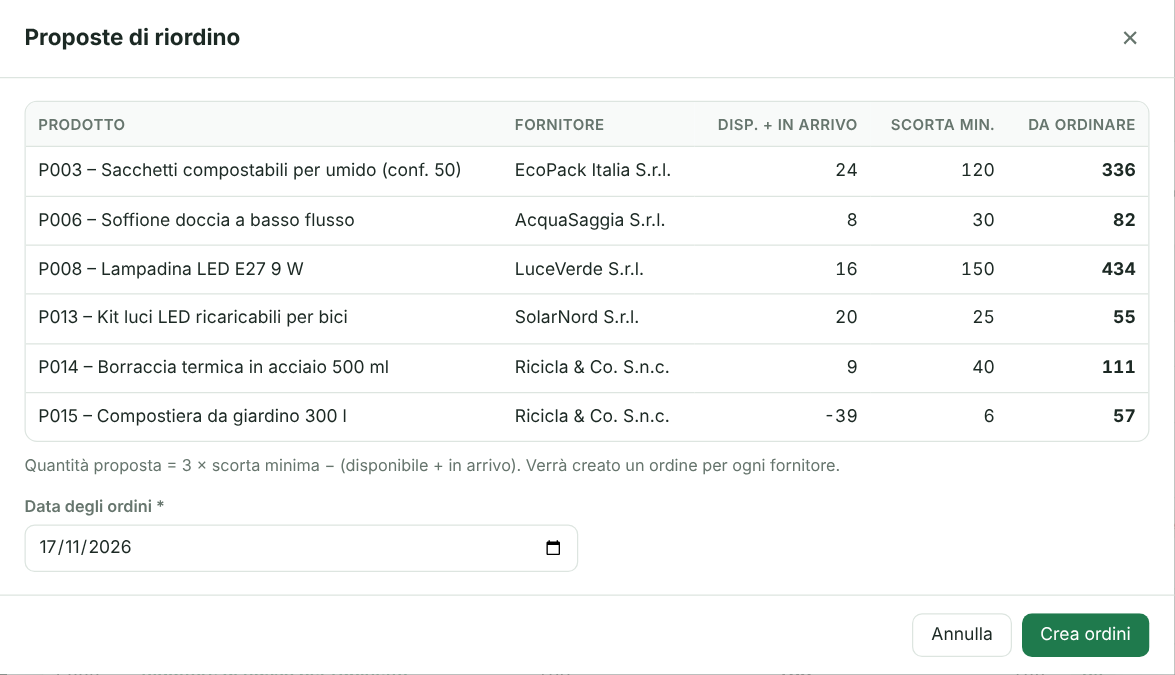 Proposte di riordino
PRODOTTO FORNITORE DISP. + IN ARRIVO SCORTA MIN. DA ORDINARE
P003 – Sacchetti compostabili per umido (conf. 50) EcoPack Italia S.r.l. 24 120 336
P006 – Soffione doccia a basso flusso AcquaSaggia S.r.l. 8 30 82
P008 – Lampadina LED E27 9 W LuceVerde S.r.l. 16 150 434
P013 – Kit luci LED ricaricabili per bici SolarNord S.r.l. 20 25 55
P014 – Borraccia termica in acciaio 500 ml Ricicla & Co. S.n.c. 9 40 111
P015 – Compostiera da giardino 300 l Ricicla & Co. S.n.c. -39 6 57
Quantità proposta = 3 × scorta minima − (disponibile + in arrivo). Verrà creato un ordine per ogni fornitore.
Data degli ordini *
17/11/2026
Annulla Crea ordini